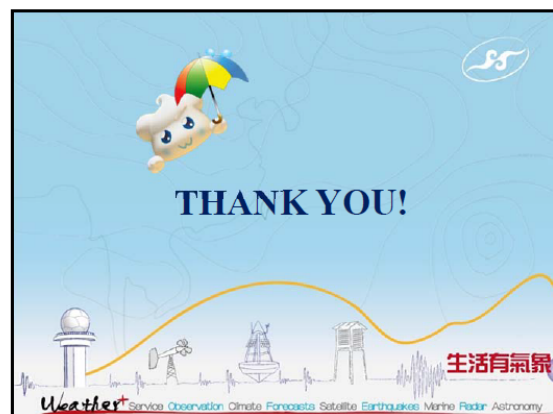 THANK YOU!
生活有氣象
Weather+ Service Observation Climate Forecasts Satellite Earthquakes Marine Radar Astronomy